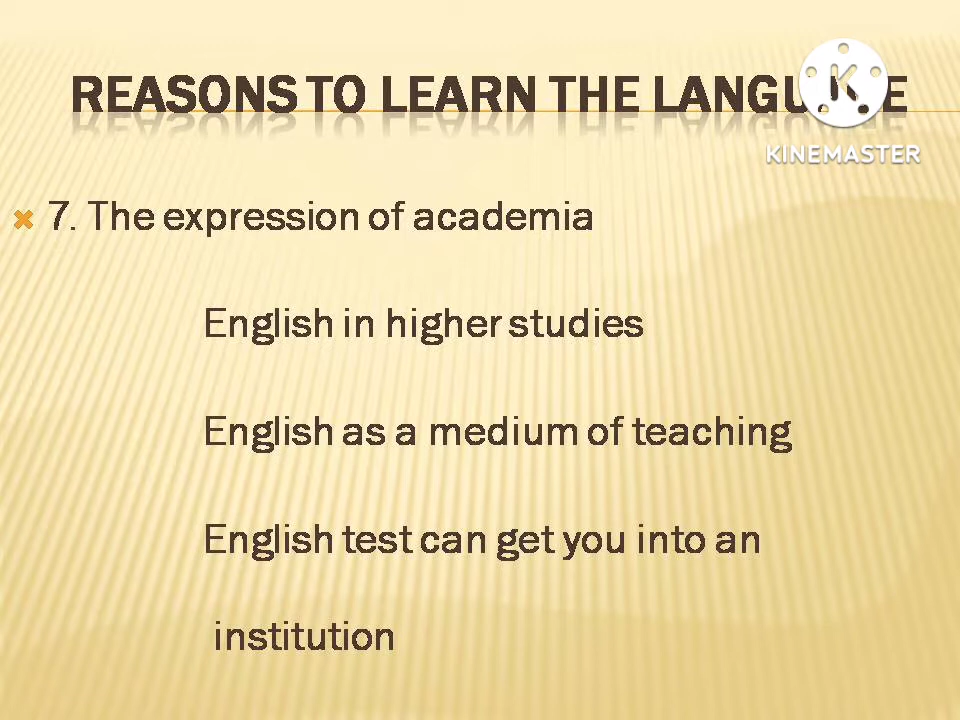 REASONS TO LEARN THE
K
KINEMASTER
7. The expression of academia
English in higher studies
English as a medium of teaching
English test can get you into an
institution